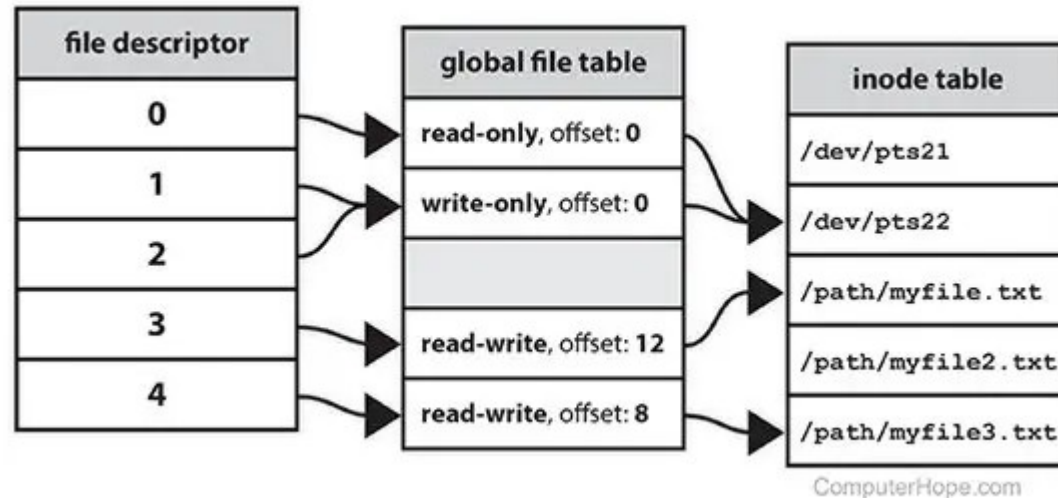 file descriptor
0
1
2
3
4
global file table
read-only, offset: 0
write-only, offset: 0
read-write, offset: 12
read-write, offset: 8
inode table
/dev/pts21
/dev/pts22
/path/myfile.txt
/path/myfile2.txt
/path/myfile3.txt
ComputerHope.com